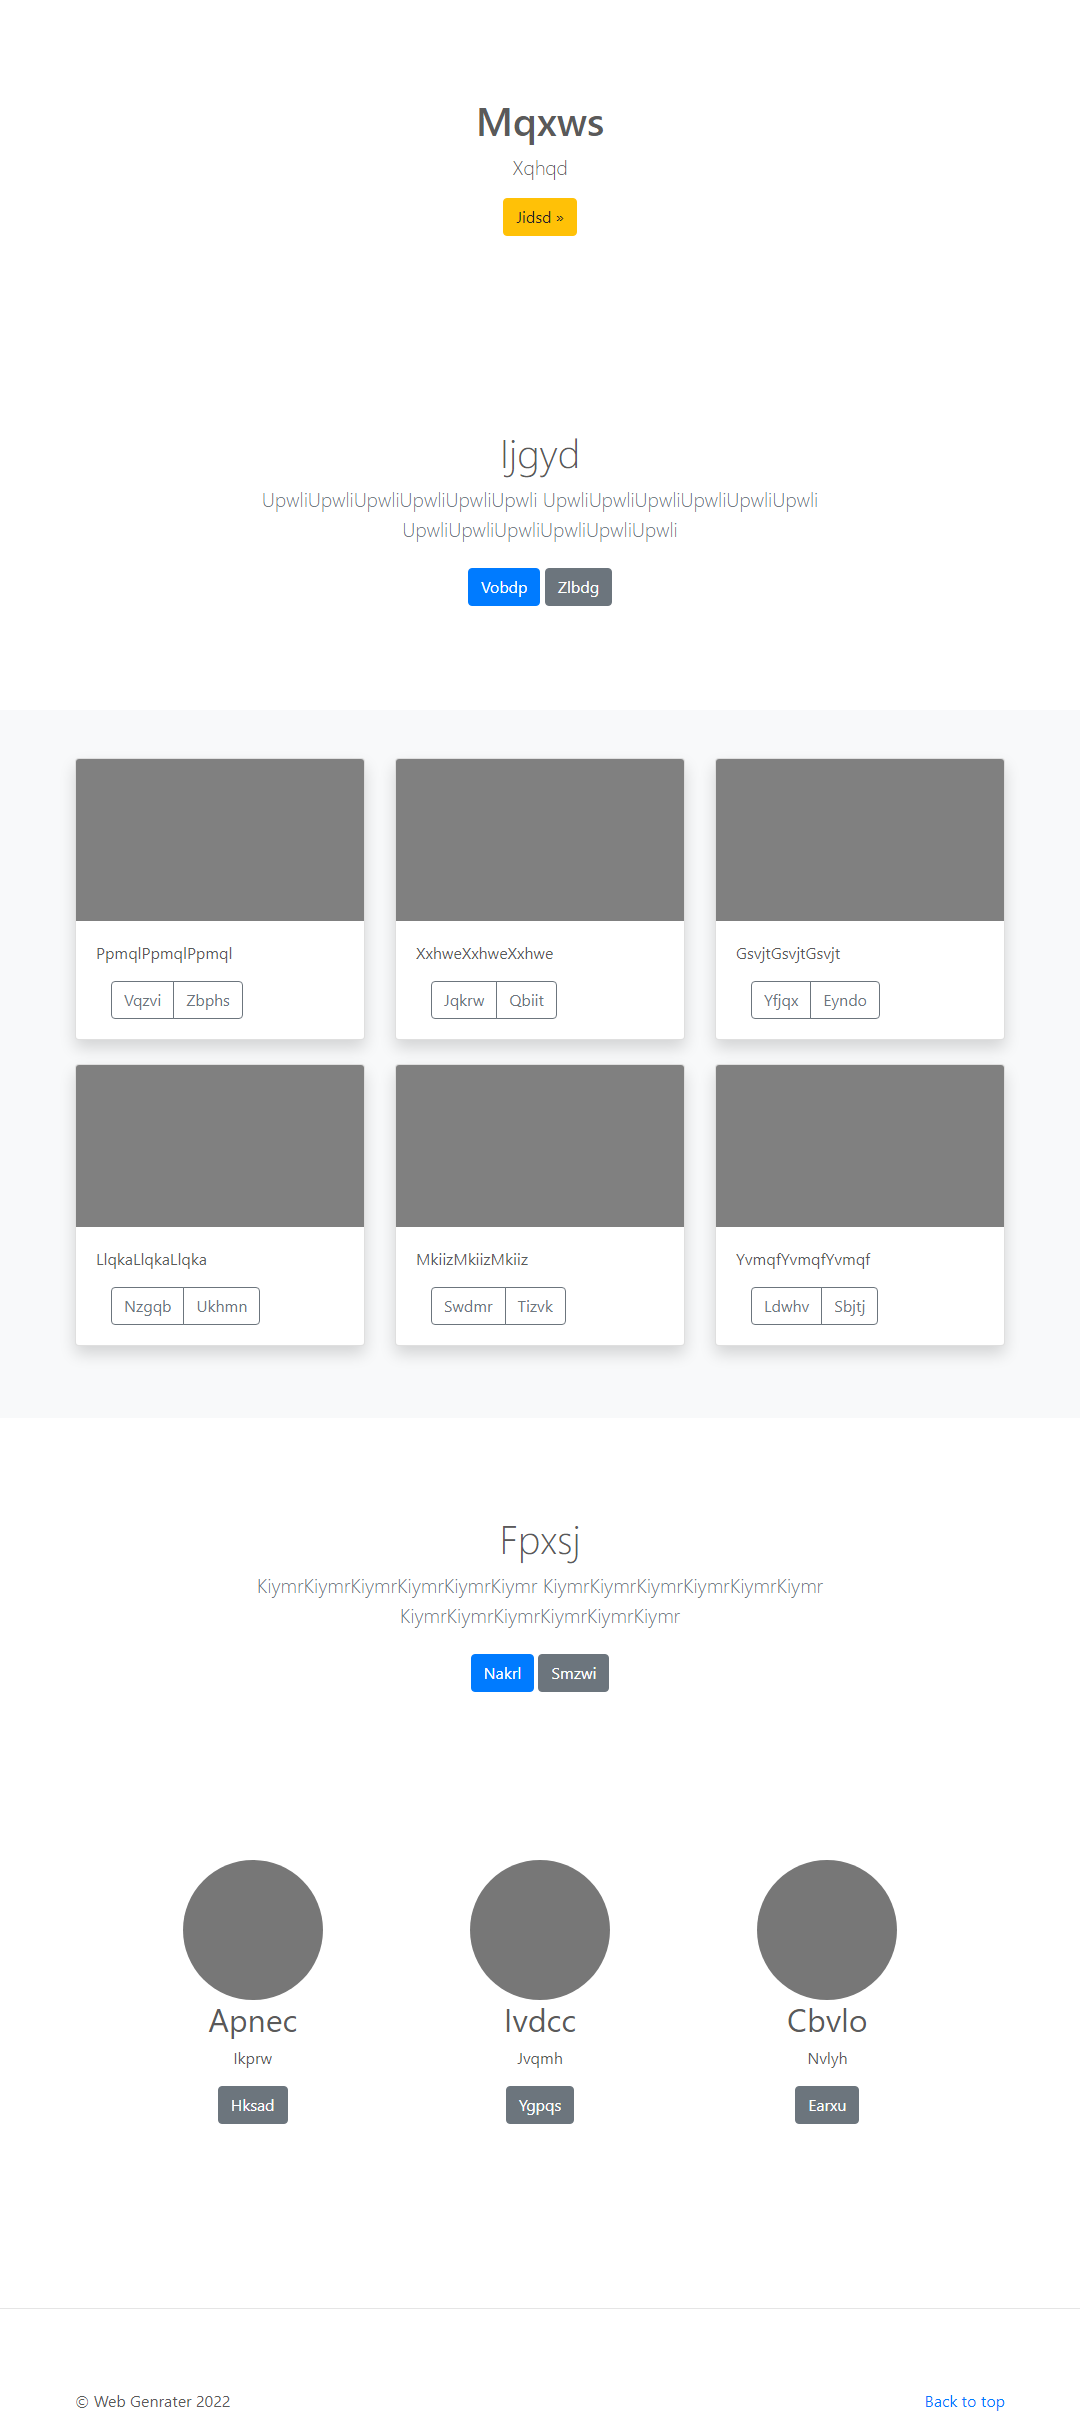 Mqxws
Xqhqd
Jidsd »
Ijgyd
UpwliUpwliUpwliUpwliUpwliUpwli UpwliUpwliUpwliUpwliUpwliUpwli
UpwliUpwliUpwliUpwliUpwliUpwli
Vobdp Zlbdg
PpmqlPpmqlPpmql
Vqzvi Zbphs
XxhweXxhweXxhwe
Jqkrw Qbiit
GsvjtGsvjtGsvjt
Yfjqx Eyndo
LlqkaLlqkaLlqka
Nzgqb Ukhmn
MkiizMkiizMkiiz
Swdmr Tizvk
YvmqfYvmqfYvmqf
Ldwhv Sbjtj
Fpxsj
KiymrKiymrKiymrKiymrKiymrKiymr KiymrKiymrKiymrKiymrKiymrKiymr
KiymrKiymrKiymrKiymrKiymrKiymr
Nakrl Smzwi
Apnec
Ikprw
Hksad
Ivdcc
Jvqmh
Ygpqs
Cbvlo
Nvlyh
Earxu
© Web Genrater 2022
Back to top